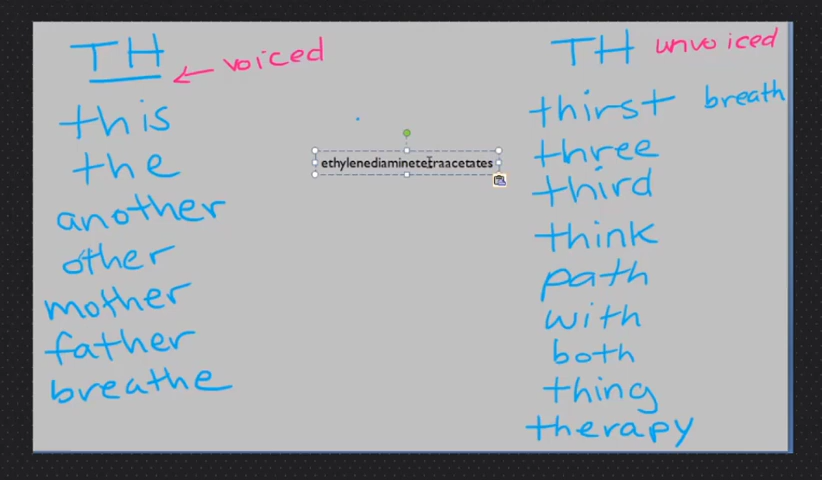 TH ← voiced
this
the
another
other
mother
father
breathe
ethylenediaminetetraacetates
TH unvoiced
thirst breath
three
third
think
path
with
both
thing
therapy